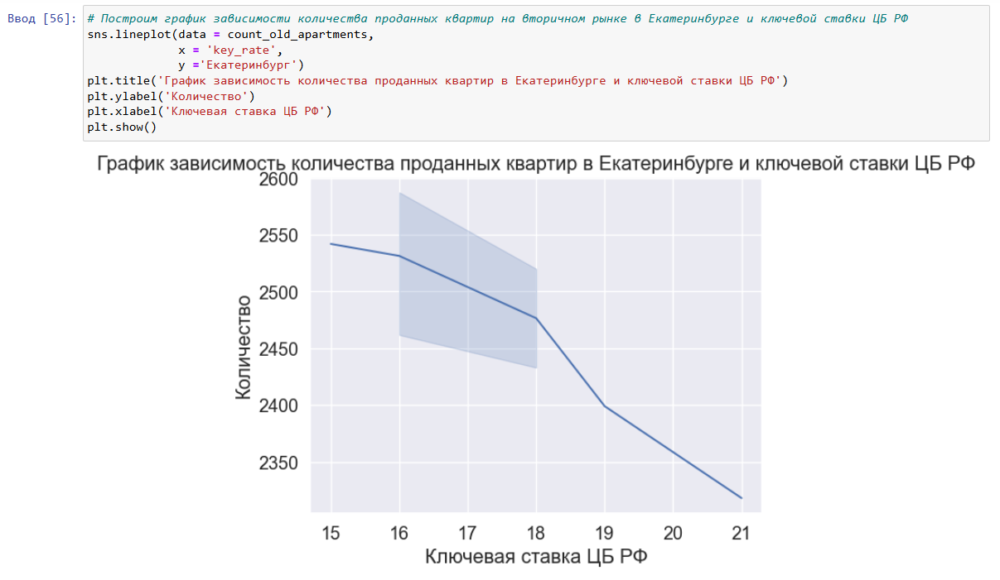 Ввод [56]: # Построим график зависимости количества проданных квартир на вторичном рынке в Екатеринбурге и ключевой ставки ЦБ РФ
sns.lineplot(data = count_old_apartments,
x = 'key_rate',
y ='Екатеринбург')
plt.title('График зависимость количества проданных квартир в Екатеринбурге и ключевой ставки ЦБ РФ')
plt.ylabel('Количество')
plt.xlabel('Ключевая ставка ЦБ РФ')
plt.show()
График зависимость количества проданных квартир в Екатеринбурге и ключевой ставки ЦБ РФ
2600
2550
2500
2450
2400
2350
Количество
15 16 17 18 19 20 21
Ключевая ставка ЦБ РФ